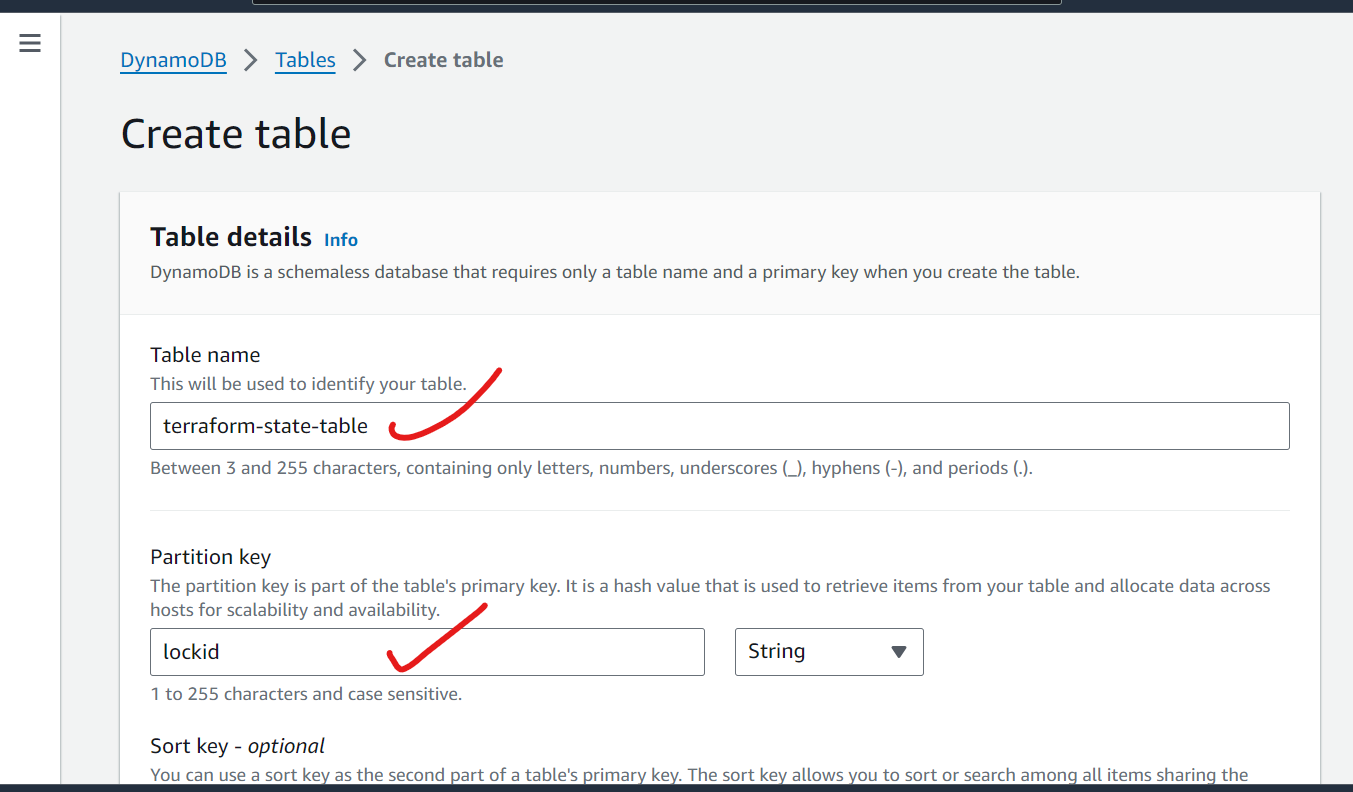 DynamoDB > Tables > Create table
Create table
Table details Info
DynamoDB is a schemaless database that requires only a table name and a primary key when you create the table.
Table name
This will be used to identify your table.
terraform-state-table
Between 3 and 255 characters, containing only letters, numbers, underscores (_), hyphens (-), and periods (.).
Partition key
The partition key is part of the table's primary key. It is a hash value that is used to retrieve items from your table and allocate data across
hosts for scalability and availability.
lockid String
1 to 255 characters and case sensitive.
Sort key - optional
You can use a sort key as the second part of a table's primary key. The sort key allows you to sort or search among all items sharing the